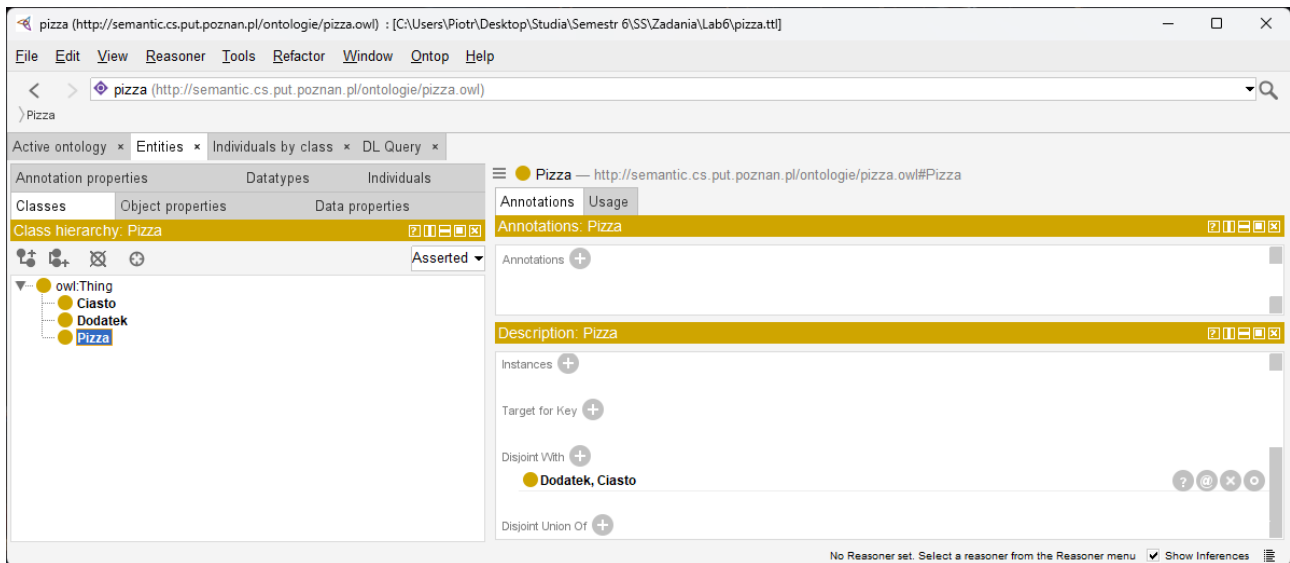 pizza (http://semantic.cs.put.poznan.pl/ontologie/pizza.owl) : [C:\Users\Piotr\Desktop\Studia\Semestr 6\SS\Zadania\Lab6\pizza.ttl]
File Edit View Reasoner Tools Refactor Window Ontop Help
pizza (http://semantic.cs.put.poznan.pl/ontologie/pizza.owl)
Pizza
Active ontology × Entities × Individuals by class × DL Query ×
Annotation properties Datatypes Individuals
Classes Object properties Data properties
Class hierarchy: Pizza
Asserted
owl:Thing
Ciasto
Dodatek
Pizza
Pizza — http://semantic.cs.put.poznan.pl/ontologie/pizza.owl#Pizza
Annotations Usage
Annotations: Pizza
Annotations
Description: Pizza
Instances
Target for Key
Disjoint With
Dodatek, Ciasto
Disjoint Union Of
No Reasoner set. Select a reasoner from the Reasoner menu Show Inferences